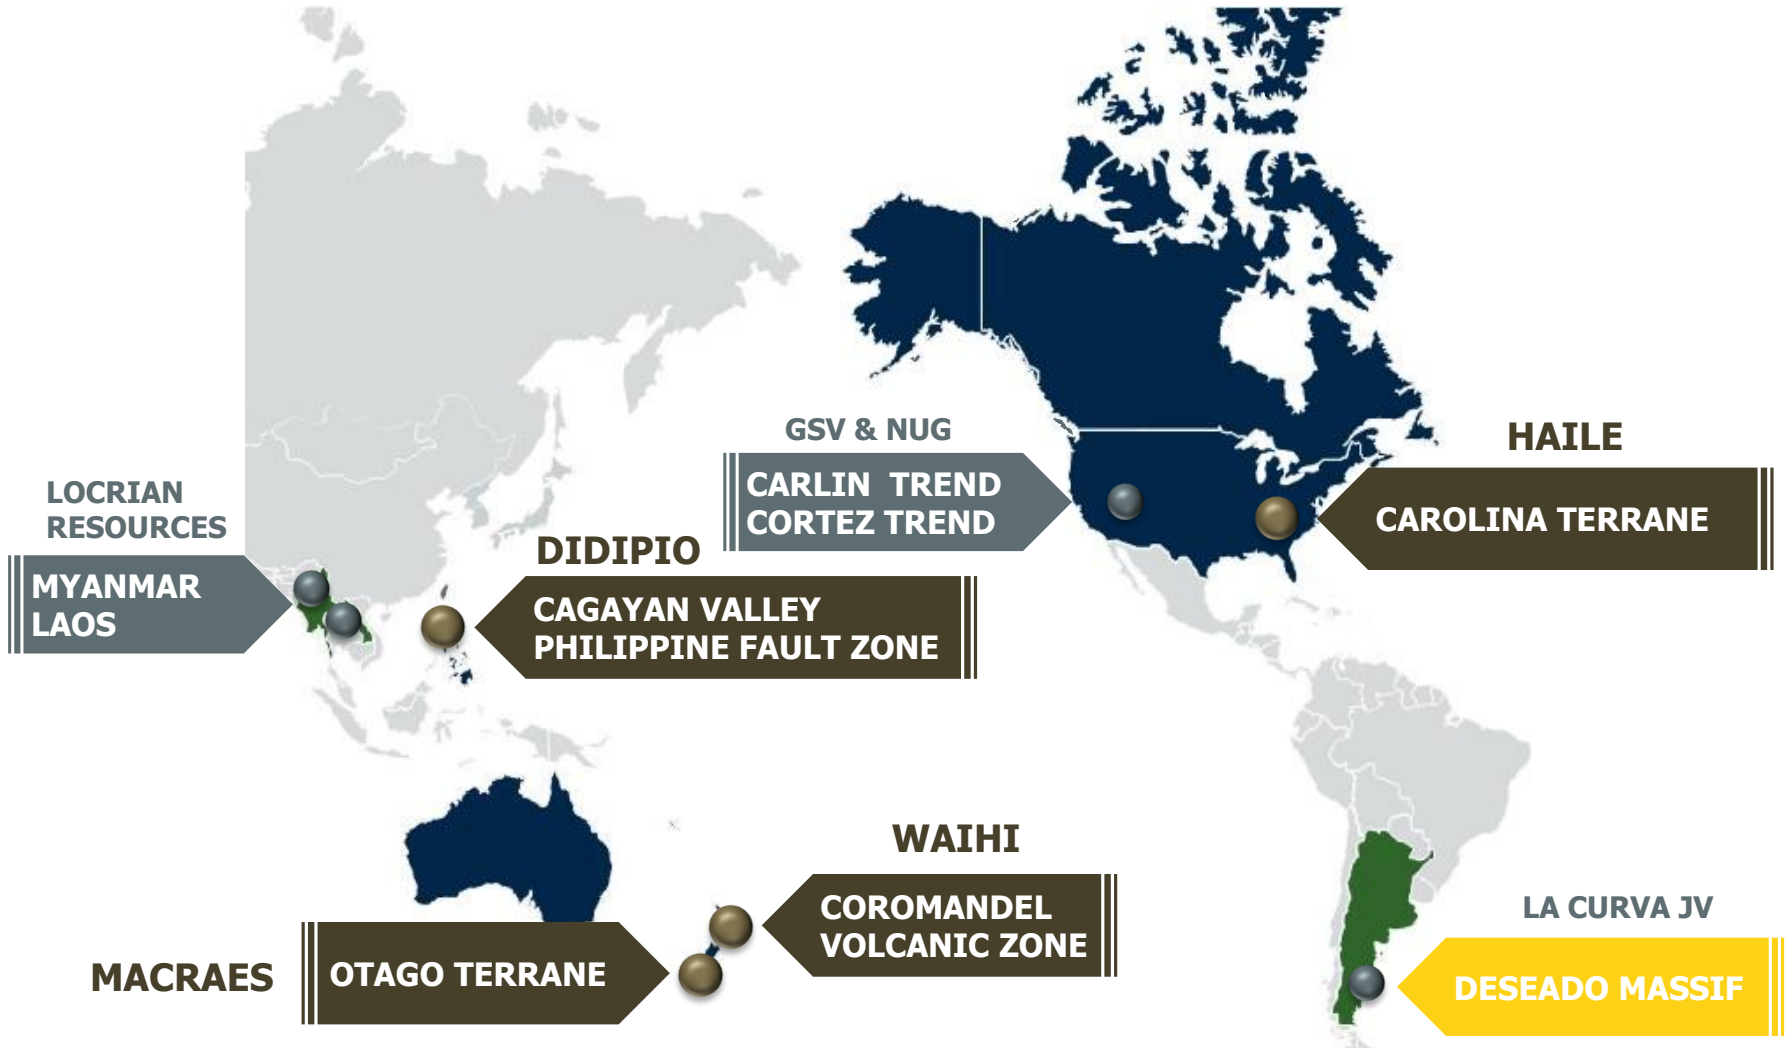 GSV & NUG
CARLIN TREND
CORTEZ TREND
HAILE
CAROLINA TERRANE
LOCRIAN
RESOURCES
MYANMAR
LAOS
DIDIPIO
CAGAYAN VALLEY
PHILIPPINE FAULT ZONE
WAIHI
COROMANDEL
VOLCANIC ZONE
MACRAES
OTAGO TERRANE
LA CURVA JV
DESEADO MASSIF